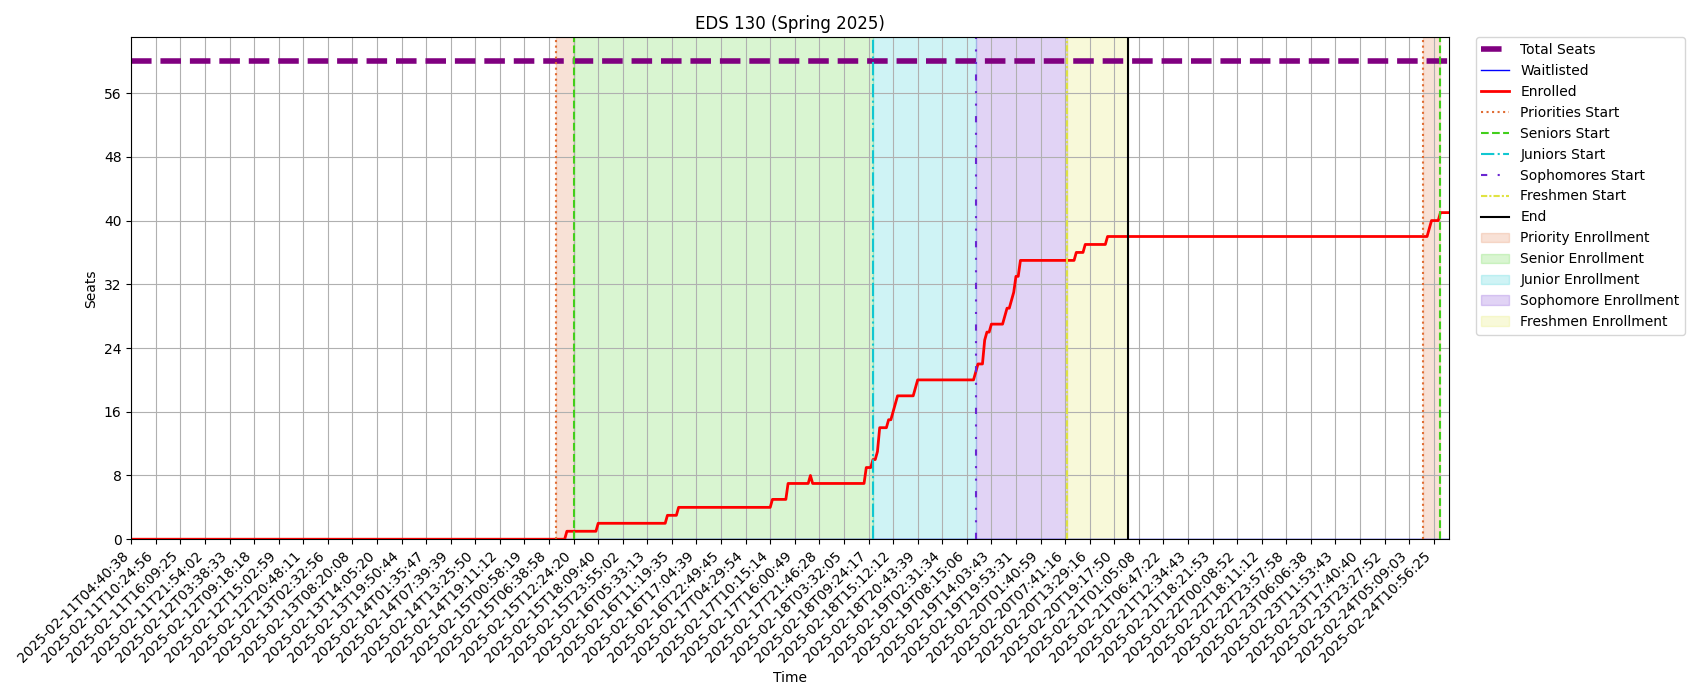 EDS 130 (Spring 2025)
Total Seats
Waitlisted
Enrolled
Priorities Start
Seniors Start
Juniors Start
Sophomores Start
Freshmen Start
End
Priority Enrollment
Senior Enrollment
Junior Enrollment
Sophomore Enrollment
Freshmen Enrollment
Seats
56
48
40
32
24
16
8
0
2025-02-11T04:40:38
2025-02-11T10:24:56
2025-02-11T16:09:25
2025-02-11T21:54:02
2025-02-12T03:38:33
2025-02-12T09:18:18
2025-02-12T15:02:59
2025-02-12T20:48:11
2025-02-13T02:32:56
2025-02-13T08:20:08
2025-02-13T14:05:20
2025-02-13T19:50:44
2025-02-14T01:35:47
2025-02-14T07:39:39
2025-02-14T13:25:50
2025-02-14T19:11:12
2025-02-15T00:58:19
2025-02-15T06:38:58
2025-02-15T12:24:20
2025-02-15T18:09:40
2025-02-15T23:55:02
2025-02-16T05:33:13
2025-02-16T11:19:35
2025-02-16T17:04:39
2025-02-16T22:49:45
2025-02-17T04:29:54
2025-02-17T10:15:14
2025-02-17T16:00:49
2025-02-17T21:46:28
2025-02-18T03:32:05
2025-02-18T09:24:17
2025-02-18T15:12:12
2025-02-18T20:43:39
2025-02-19T02:31:34
2025-02-19T08:15:06
2025-02-19T14:03:43
2025-02-19T19:53:31
2025-02-20T01:40:59
2025-02-20T07:41:16
2025-02-20T13:29:16
2025-02-20T19:17:50
2025-02-21T01:05:08
2025-02-21T06:47:22
2025-02-21T12:34:43
2025-02-21T18:21:53
2025-02-22T00:08:52
2025-02-22T18:11:12
2025-02-22T23:57:58
2025-02-23T06:06:38
2025-02-23T11:53:43
2025-02-23T17:40:40
2025-02-23T23:27:52
2025-02-24T05:09:03
2025-02-24T10:56:25
Time